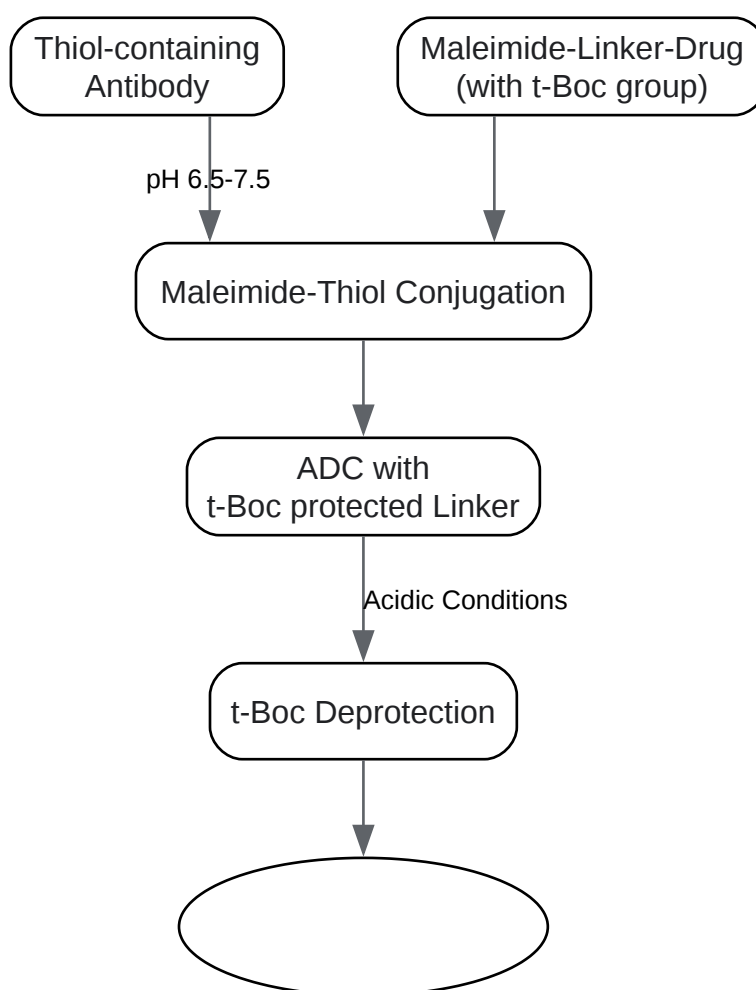 Thiol-containing
Antibody
Maleimide-Linker-Drug
(with t-Boc group)
pH 6.5-7.5
Maleimide-Thiol Conjugation
ADC with
t-Boc protected Linker
Acidic Conditions
t-Boc Deprotection